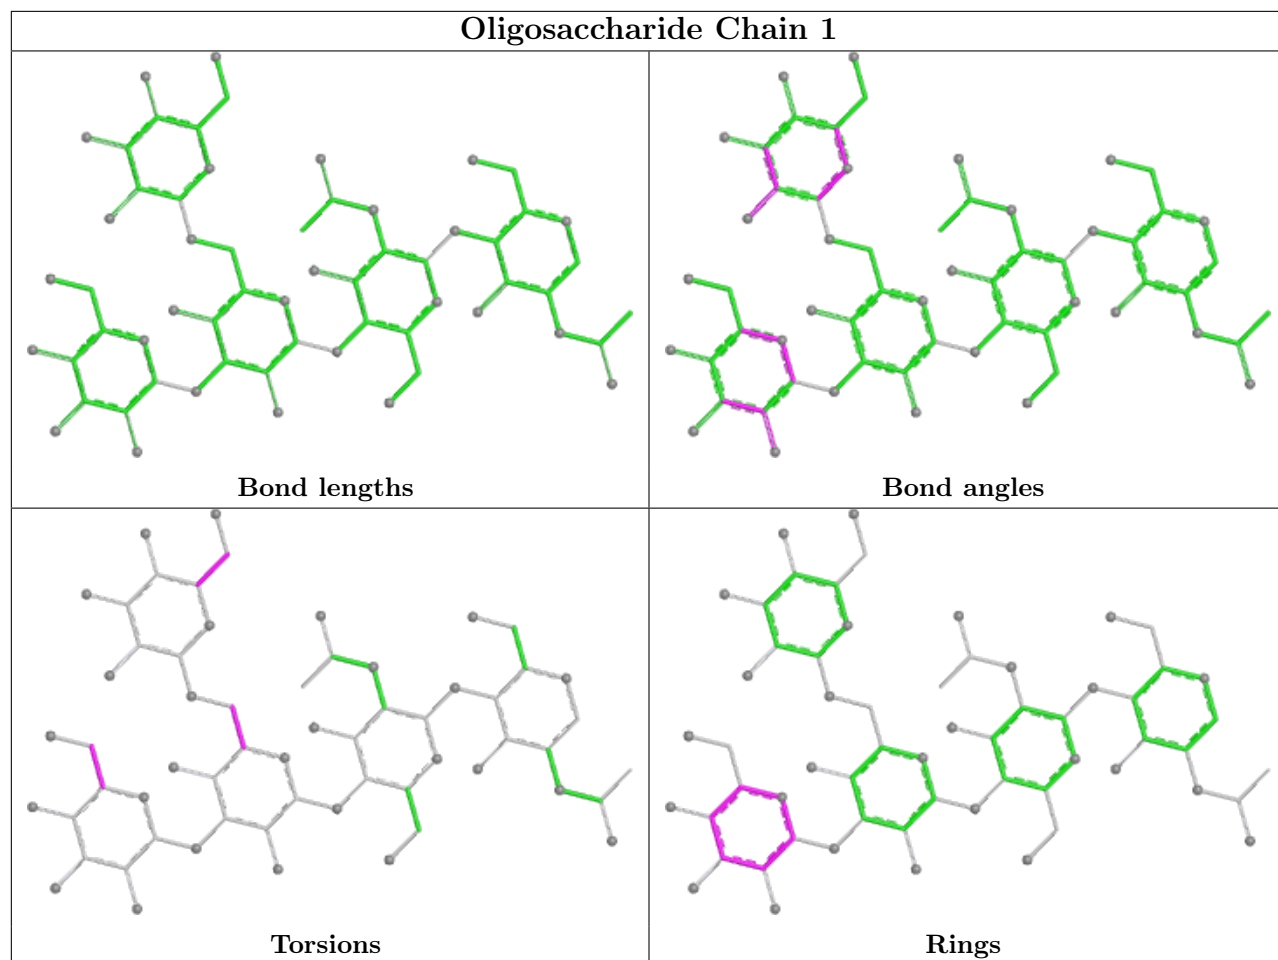 Oligosaccharide Chain 1
Bond lengths
Bond angles
Torsions
Rings